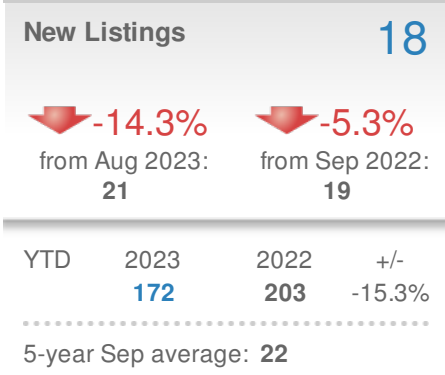 New Listings 18
-14.3% -5.3%
from Aug 2023: from Sep 2022:
21 19
YTD 2023 2022 +/-
172 203 -15.3%
5-year Sep average: 22